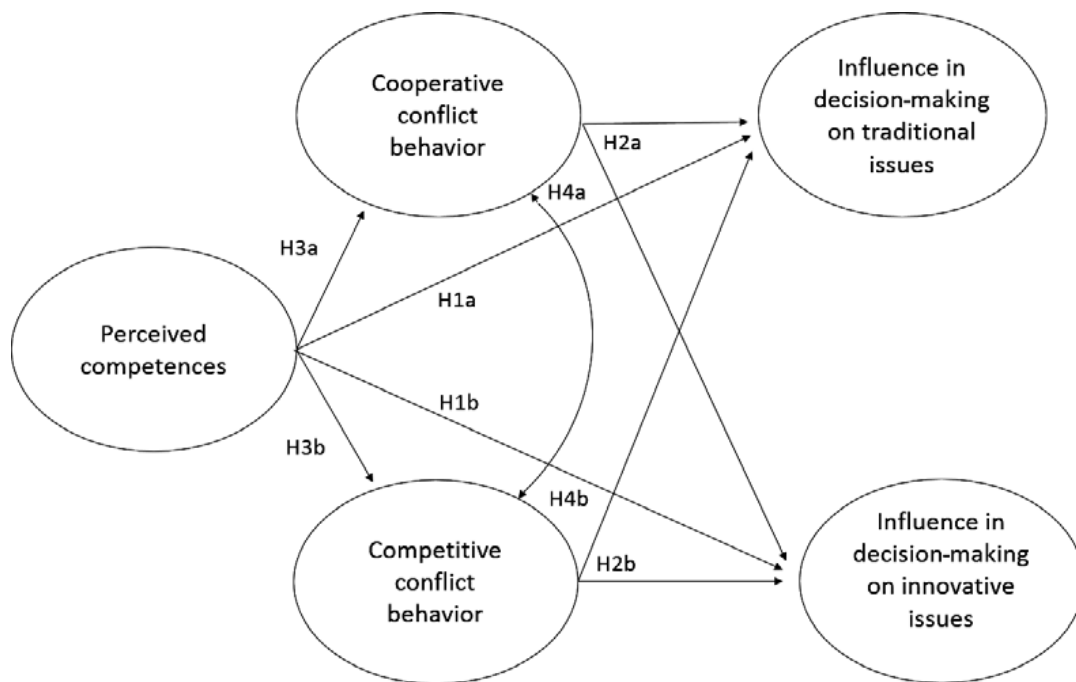 Cooperative
conflict
behavior
Influence in
decision-making
on traditional
issues
H2a
H4a
H3a
H1a
Perceived
competences
H1b
H3b
H4b
Competitive
conflict
behavior
H2b
Influence in
decision-making
on innovative
issues